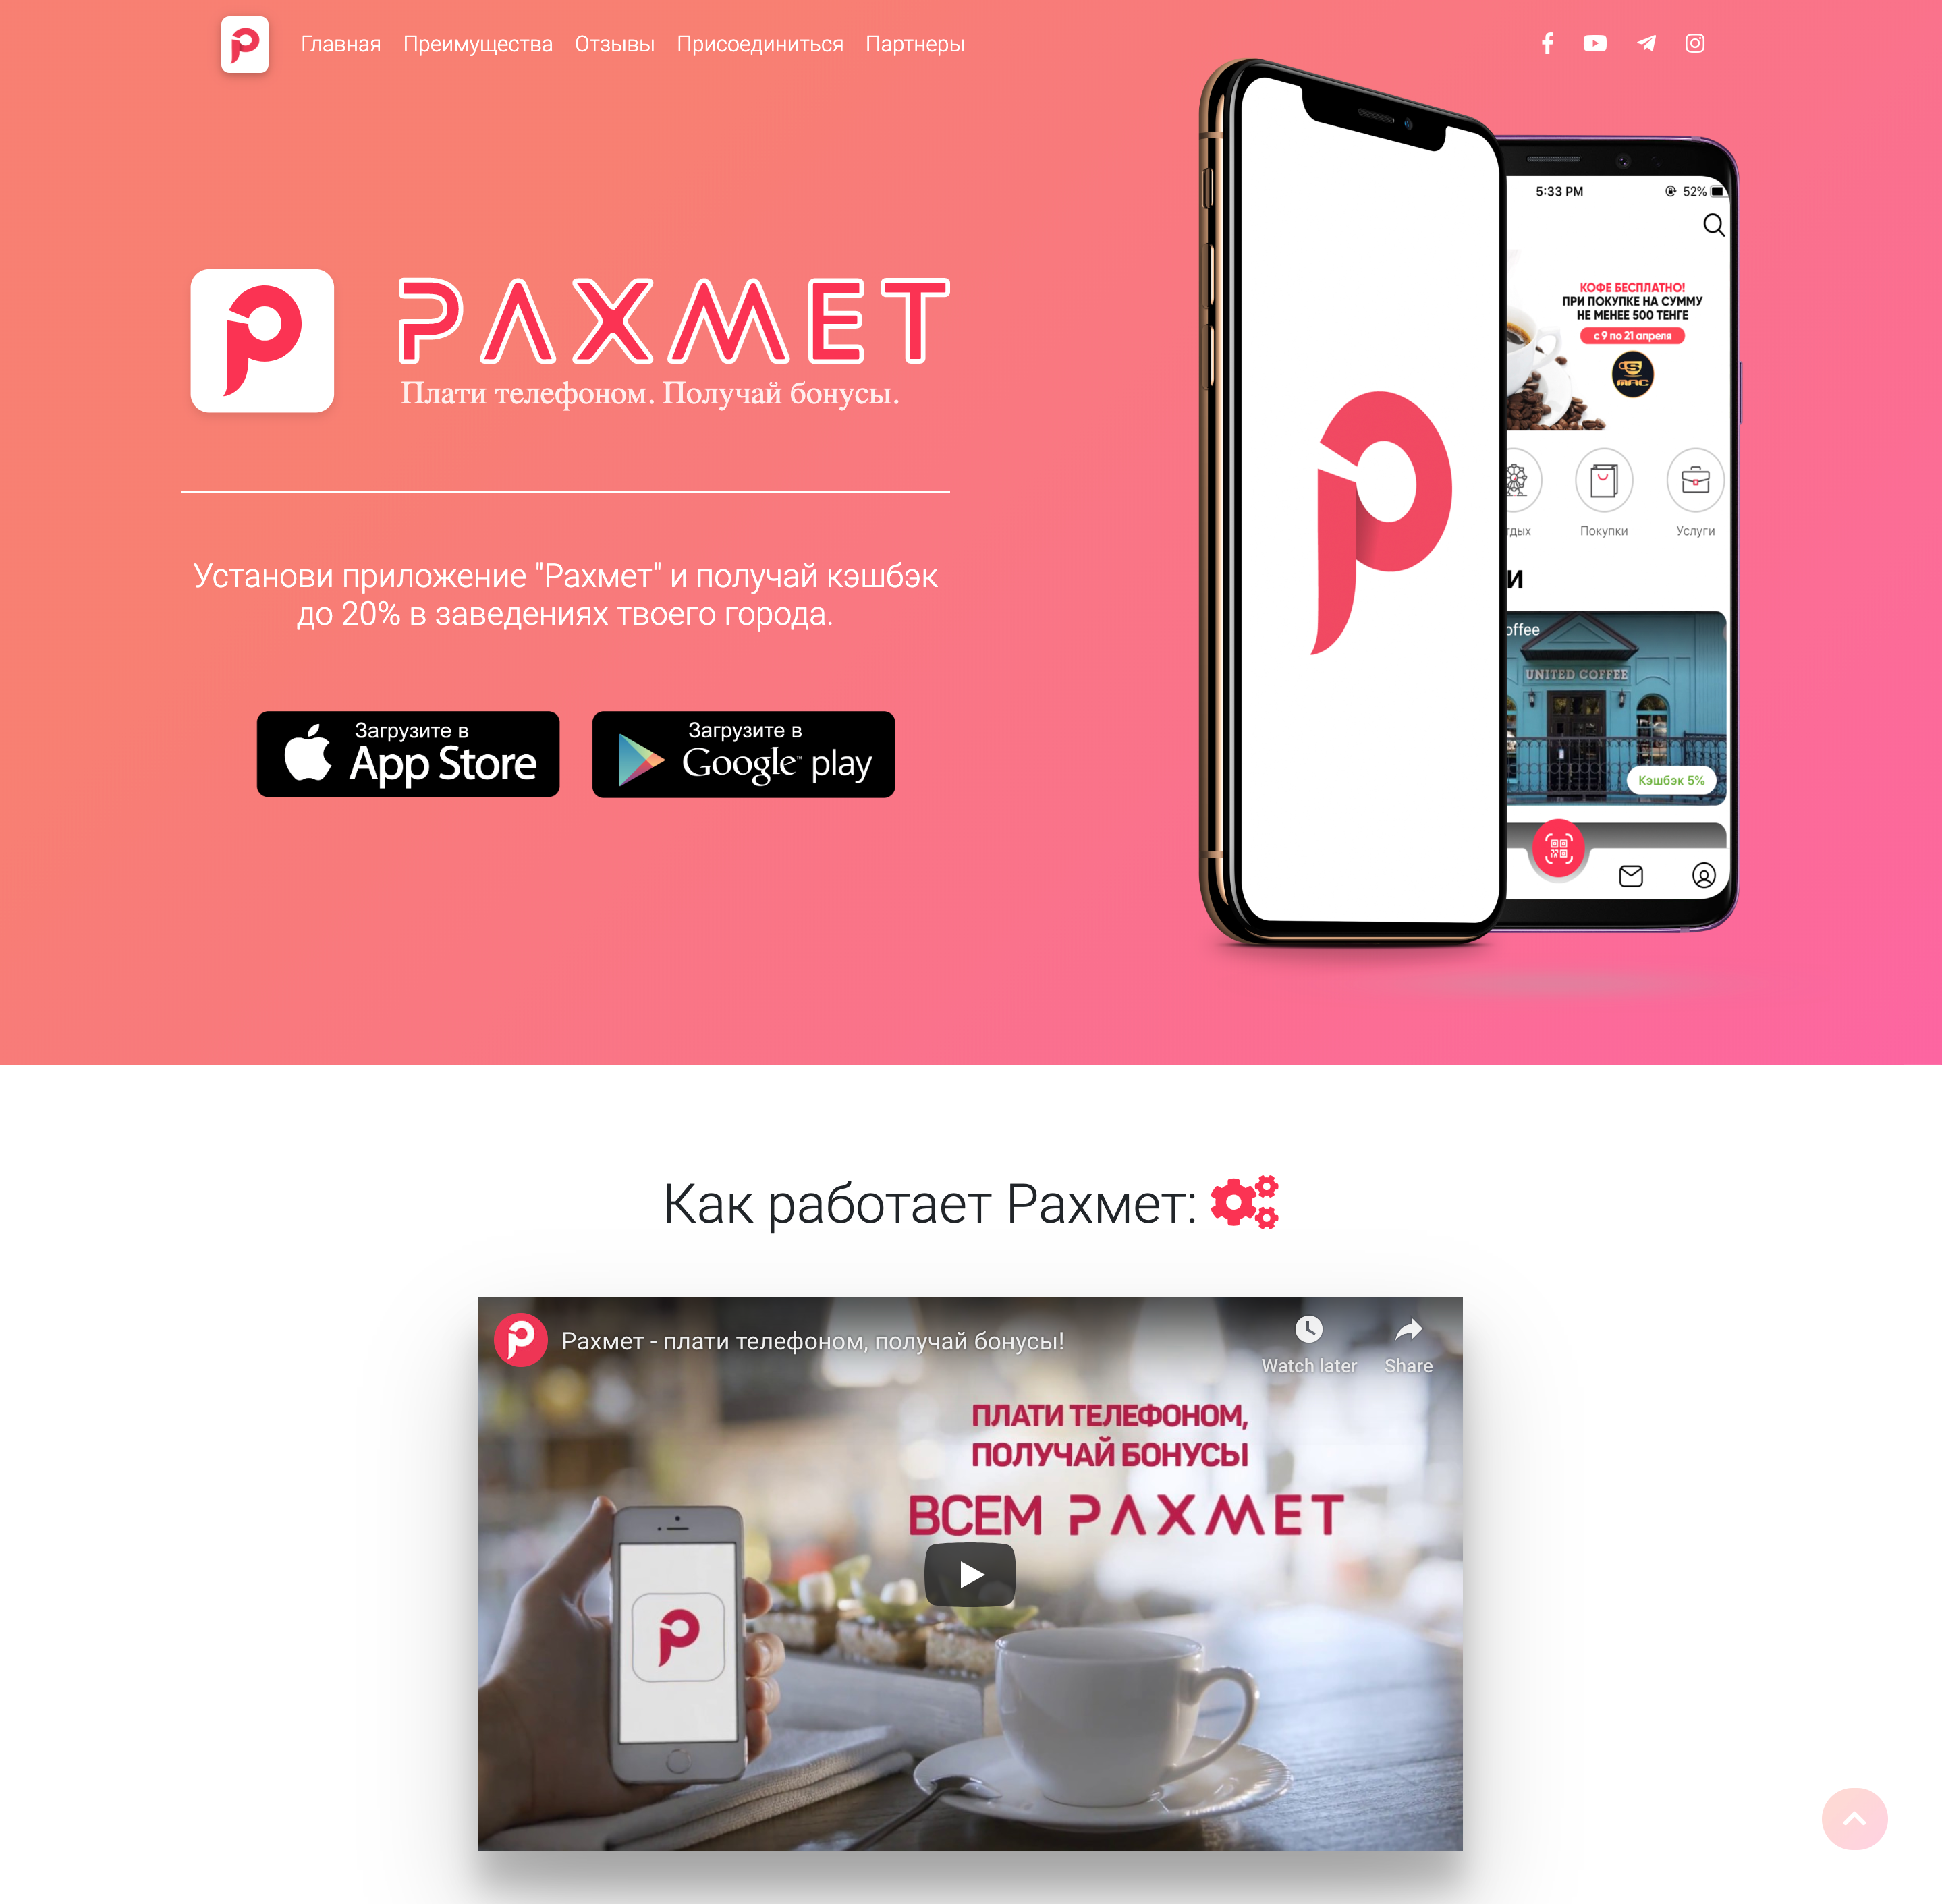 Главная Преимущества Отзывы Присоединиться Партнеры
РАХМЕТ
Плати телефоном. Получай бонусы.
Установи приложение "Рахмет" и получай кэшбэк
до 20% в заведениях твоего города.
Загрузите в
App Store
Загрузите в
Google™ play
5:33 PM 52%
КОФЕ БЕСПЛАТНО!
ПРИ ПОКУПКЕ НА СУММУ
НЕ МЕНЕЕ 500 ТЕНГЕ
с 9 по 21 апреля
MAC
тдых Покупки Услуги
и
offee
UNITED COFFEE
Кэшбэк 5%
Как работает Рахмет:
Рахмет - плати телефоном, получай бонусы!
Watch later Share
ПЛАТИ ТЕЛЕФОНОМ,
ПОЛУЧАЙ БОНУСЫ
ВСЕМ РАХМЕТ